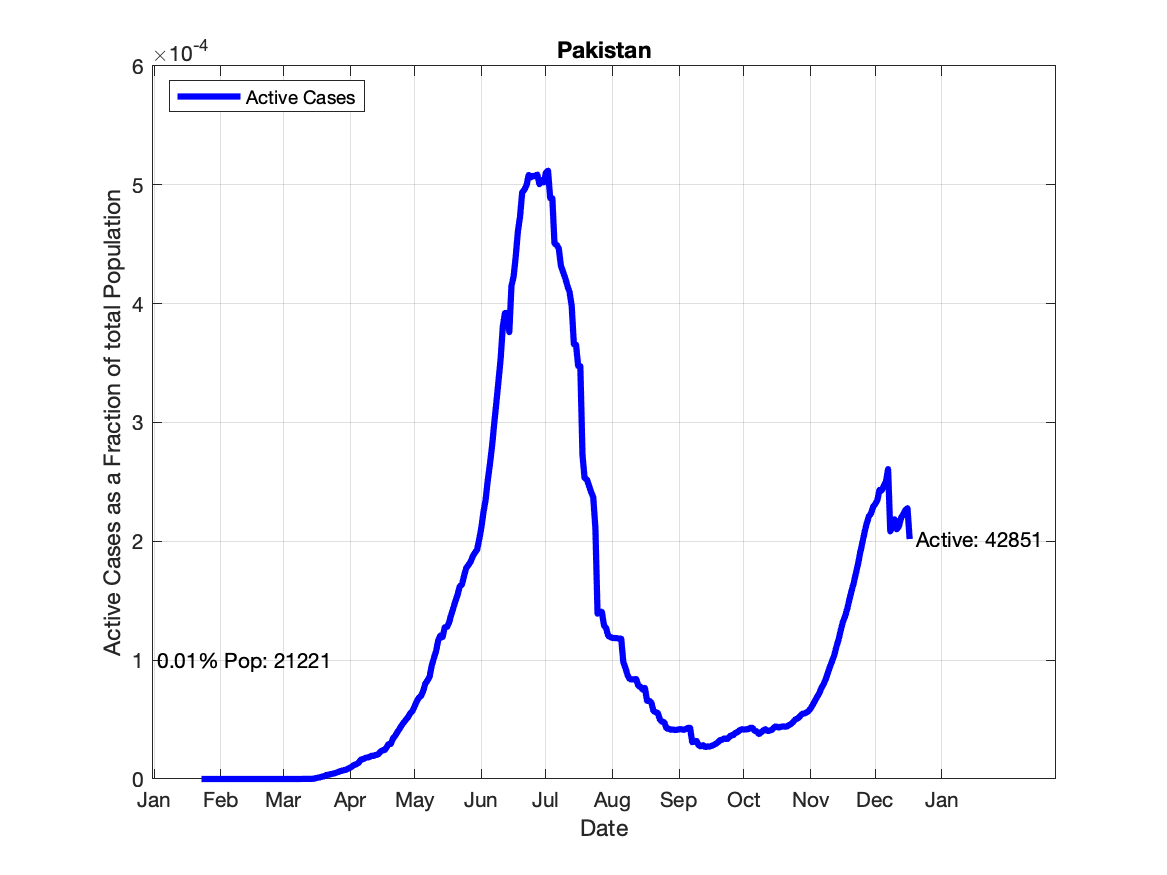 Pakistan
×10-4
6
5
4
3
2
1
0
Active Cases
Active Cases as a Fraction of total Population
0.01% Pop: 21221
Active: 42851
Jan Feb Mar Apr May Jun Jul Aug Sep Oct Nov Dec Jan
Date